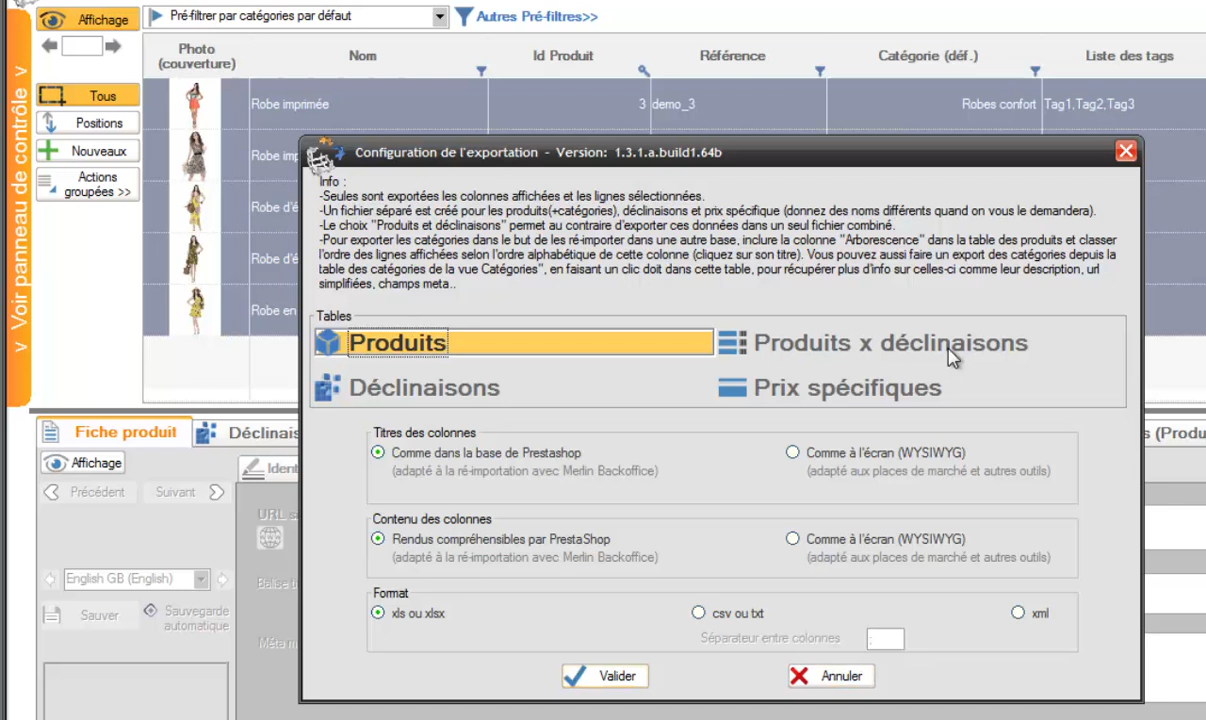 Affichage
Pré-filtrer par catégories par défaut
Autres Pré-filtres>>
Photo
(couverture)
Nom
Id Produit
Référence
Catégorie (déf.)
Liste des tags
Robe imprimée
3
demo_3
Robes confort
Tag1,Tag2,Tag3
Robe imp
Robe d'é
Robe d'é
Robe en
Tous
Positions
Nouveaux
Actions
groupées >>
> Voir panneau de contrôle >
Configuration de l'exportation - Version: 1.3.1.a.build1.64b
Info :
-Seules sont exportées les colonnes affichées et les lignes sélectionnées.
-Un fichier séparé est créé pour les produits(+catégories), déclinaisons et prix spécifique (donnez des noms différents quand on vous le demandera).
-Le choix "Produits et déclinaisons" permet au contraire d'exporter ces données dans un seul fichier combiné.
-Pour exporter les catégories dans le but de les ré-importer dans une autre base, inclure la colonne "Arborescence" dans la table des produits et classer
l'ordre des lignes affichées selon l'ordre alphabétique de cette colonne (cliquez sur son titre). Vous pouvez aussi faire un export des catégories depuis la
table des catégories de la vue Catégories", en faisant un clic doit dans cette table, pour récupérer plus d'info sur celles-ci comme leur description, url
simplifiées, champs meta..
Tables
Produits
Produits x déclinaisons
Déclinaisons
Prix spécifiques
Titres des colonnes
Comme dans la base de Prestashop
(adapté à la ré-importation avec Merlin Backoffice)
Comme à l'écran (WYSIWYG)
(adapté aux places de marché et autres outils)
Contenu des colonnes
Rendus compréhensibles par PrestaShop
(adapté à la ré-importation avec Merlin Backoffice)
Comme à l'écran (WYSIWYG)
(adapté aux places de marché et autres outils)
Format
xls ou xlsx
csv ou txt
xml
Séparateur entre colonnes
;
Valider
Annuler
Fiche produit
Déclinais
s (Produ
Affichage
Ident
Précédent
Suivant
URL s
English GB (English)
Balise t
Sauver
Sauvegarde
automatique
Méta m